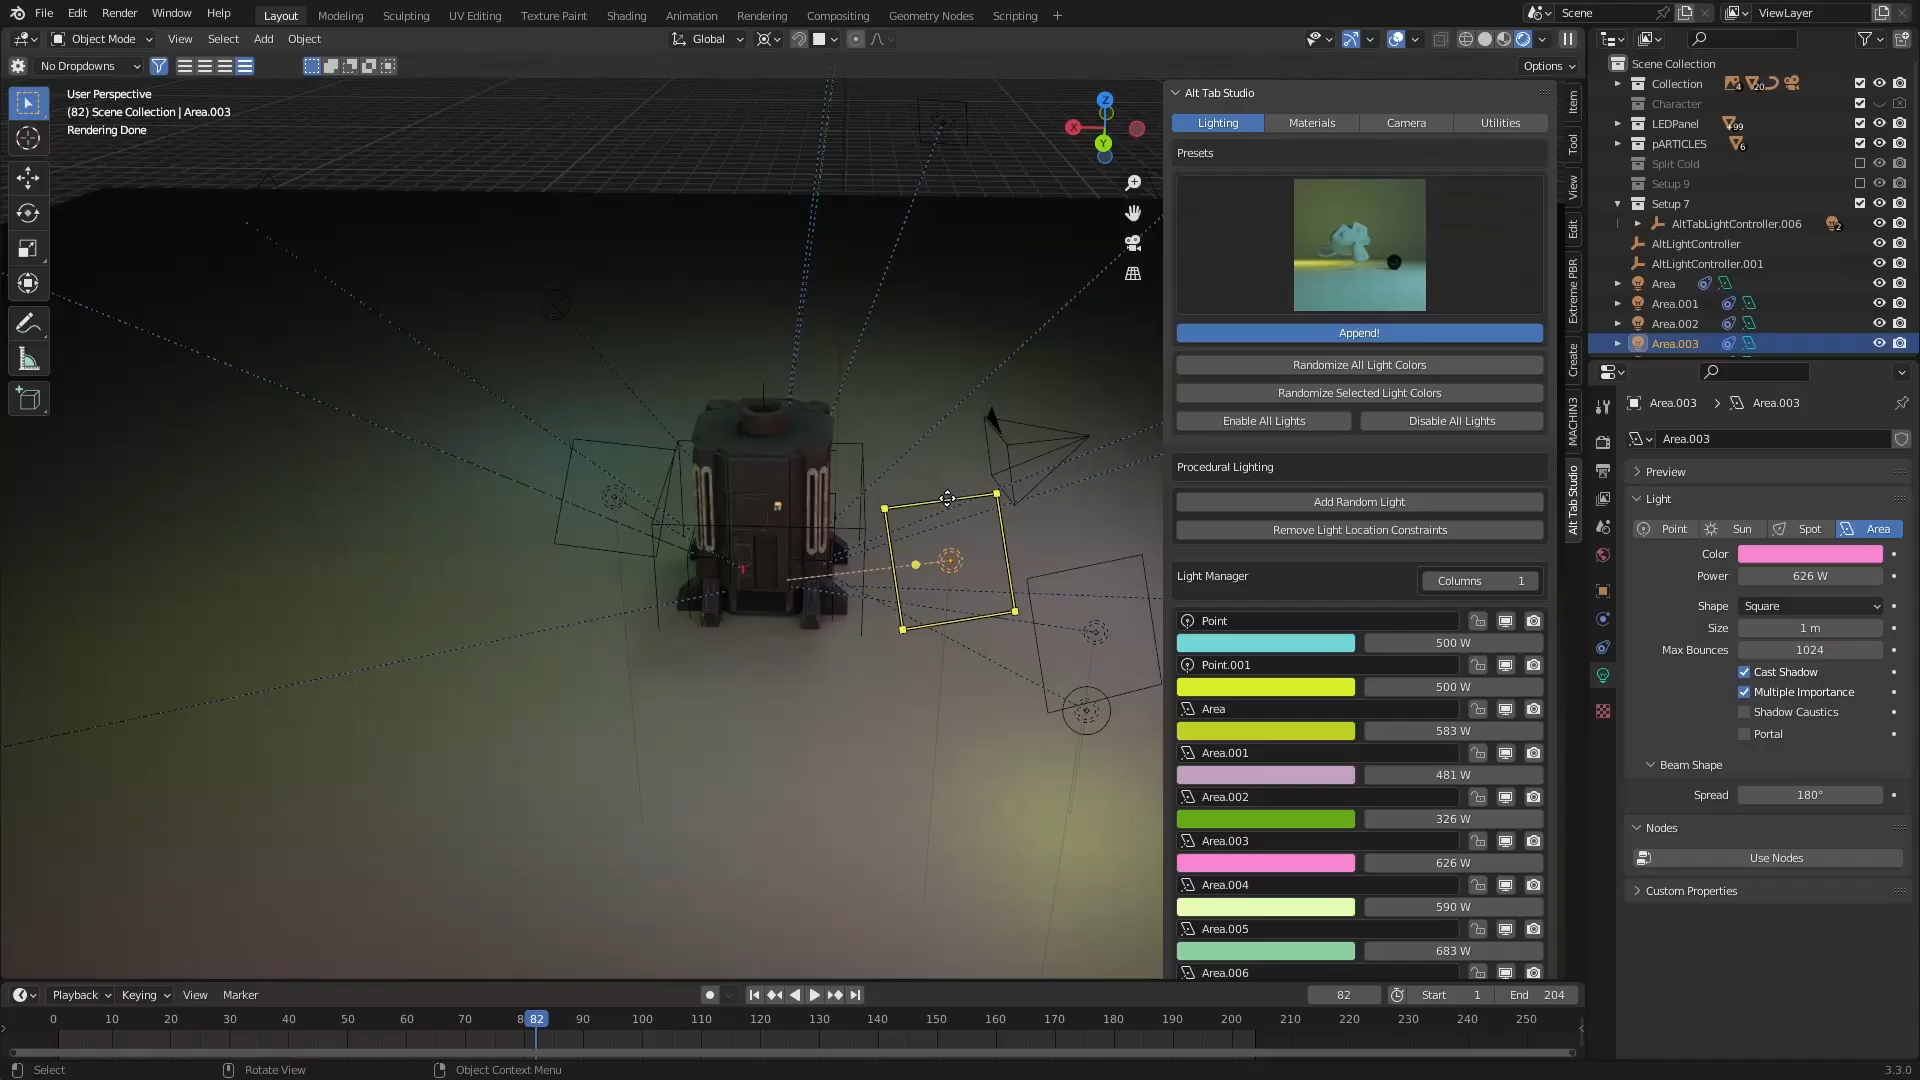 File Edit Render Window Help
Layout Modeling Sculpting UV Editing Texture Paint Shading Animation Rendering Compositing Geometry Nodes Scripting +
Scene
ViewLayer
Object Mode View Select Add Object
Global
No Dropdowns
Options
User Perspective
(82) Scene Collection | Area.003
Rendering Done
Z
X
Y
Alt Tab Studio
Lighting Materials Camera Utilities
Presets
Append!
Randomize All Light Colors
Randomize Selected Light Colors
Enable All Lights Disable All Lights
Procedural Lighting
Add Random Light
Remove Light Location Constraints
Light Manager Columns 1
Point
500 W
Point.001
500 W
Area
583 W
Area.001
481 W
Area.002
326 W
Area.003
626 W
Area.004
590 W
Area.005
683 W
Area.006
Item
Tool
View
Edit
Extreme PBR
Create
MACHIN3
Alt Tab Studio
Scene Collection
Collection 4 20
Character
LEDPanel +99
pARTICLES 6
Split Cold
Setup 9
Setup 7
AltTabLightController.006 2
AltLightController
AltLightController.001
Area
Area.001
Area.002
Area.003
Area.003 > Area.003
Area.003
Preview
Light
Point Sun Spot Area
Color
Power 626 W
Shape Square
Size 1 m
Max Bounces 1024
Cast Shadow
Multiple Importance
Shadow Caustics
Portal
Beam Shape
Spread 180°
Nodes
Use Nodes
Custom Properties
Playback Keying View Marker
82 Start 1 End 204
0 10 20 30 40 50 60 70 8 82 90 100 110 120 130 140 150 160 170 180 190 200 210 220 230 240 250
Select Rotate View Object Context Menu 3.3.0